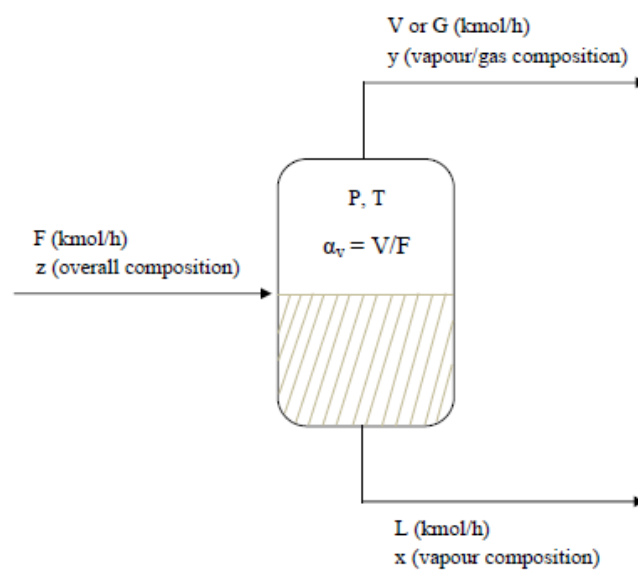 V or G (kmol/h)
y (vapour/gas composition)
P, T
αv = V/F
F (kmol/h)
z (overall composition)
L (kmol/h)
x (vapour composition)